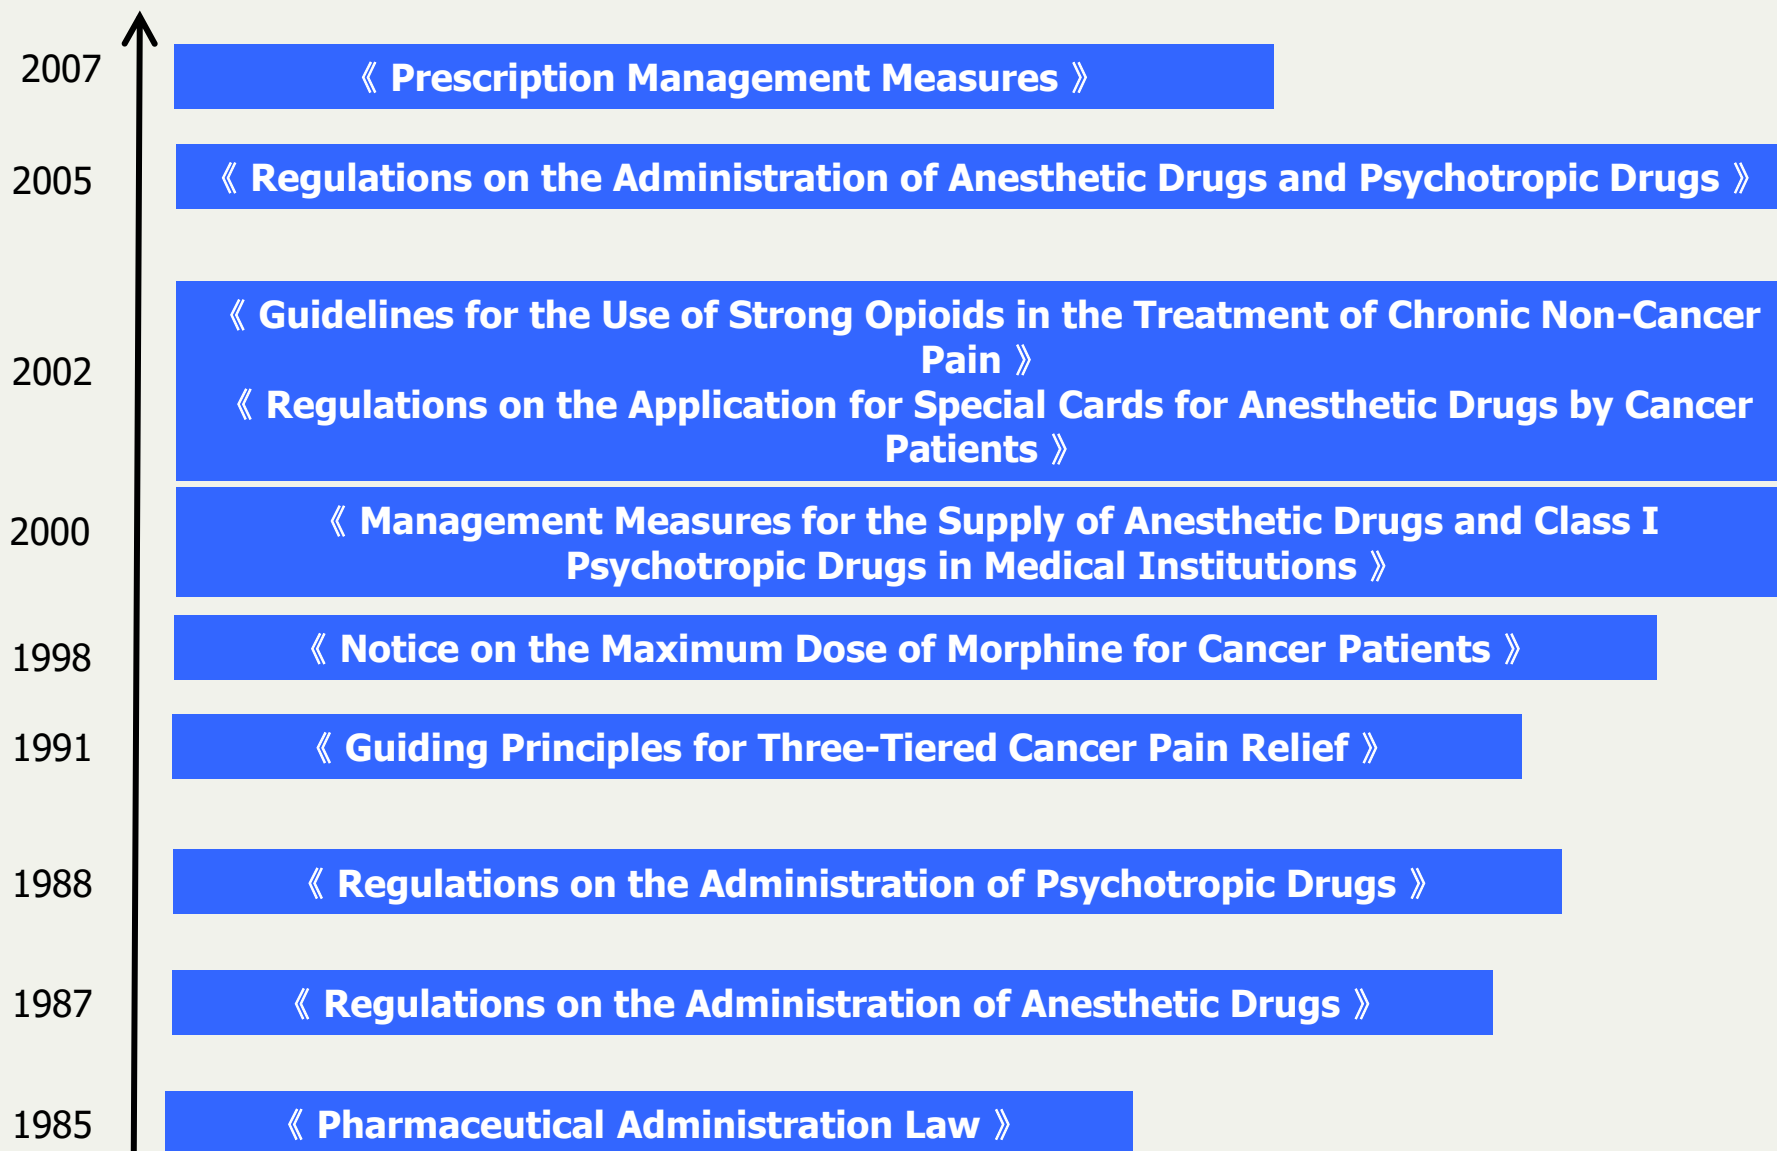 2007
《 Prescription Management Measures 》
2005
《 Regulations on the Administration of Anesthetic Drugs and Psychotropic Drugs 》
2002
《 Guidelines for the Use of Strong Opioids in the Treatment of Chronic Non-Cancer
Pain 》
《 Regulations on the Application for Special Cards for Anesthetic Drugs by Cancer
Patients 》
2000
《 Management Measures for the Supply of Anesthetic Drugs and Class I
Psychotropic Drugs in Medical Institutions 》
1998
《 Notice on the Maximum Dose of Morphine for Cancer Patients 》
1991
《 Guiding Principles for Three-Tiered Cancer Pain Relief 》
1988
《 Regulations on the Administration of Psychotropic Drugs 》
1987
《 Regulations on the Administration of Anesthetic Drugs 》
1985
《 Pharmaceutical Administration Law 》